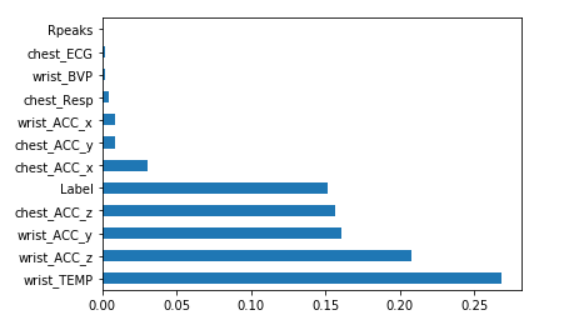 Rpeaks
chest_ECG
wrist_BVP
chest_Resp
wrist_ACC_x
chest_ACC_y
chest_ACC_x
Label
chest_ACC_z
wrist_ACC_y
wrist_ACC_z
wrist_TEMP
0.00 0.05 0.10 0.15 0.20 0.25